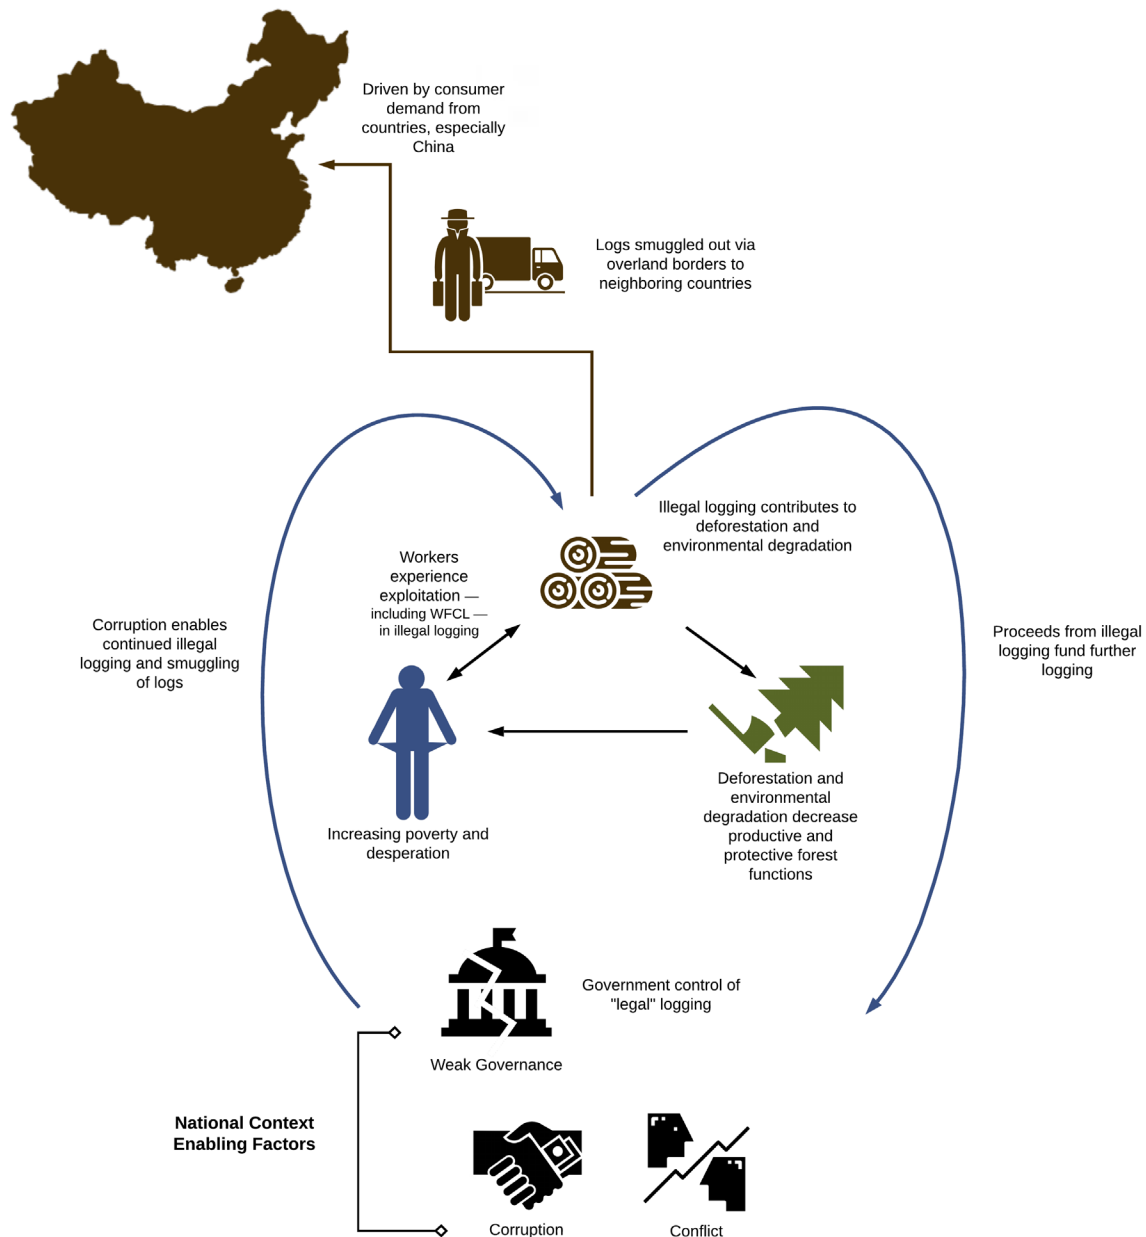 Driven by consumer
demand from
countries, especially
China
Logs smuggled out via
overland borders to
neighboring countries
Illegal logging contributes to
deforestation and
environmental degradation
Workers
experience
exploitation —
including WFCL —
in illegal logging
Corruption enables
continued illegal
logging and smuggling
of logs
Proceeds from illegal
logging fund further
logging
Increasing poverty and
desperation
Deforestation and
environmental
degradation decrease
productive and
protective forest
functions
Government control of
"legal" logging
Weak Governance
National Context
Enabling Factors
Corruption
Conflict